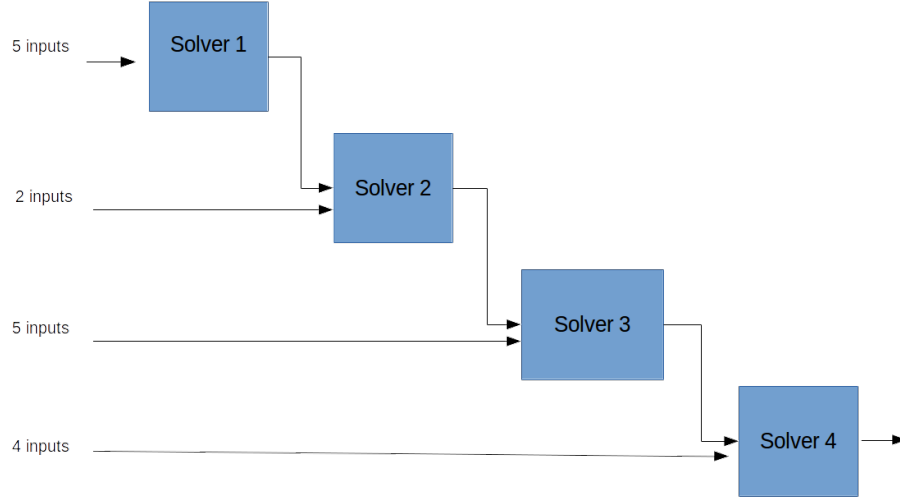 5 inputs
Solver 1
2 inputs
Solver 2
5 inputs
Solver 3
4 inputs
Solver 4